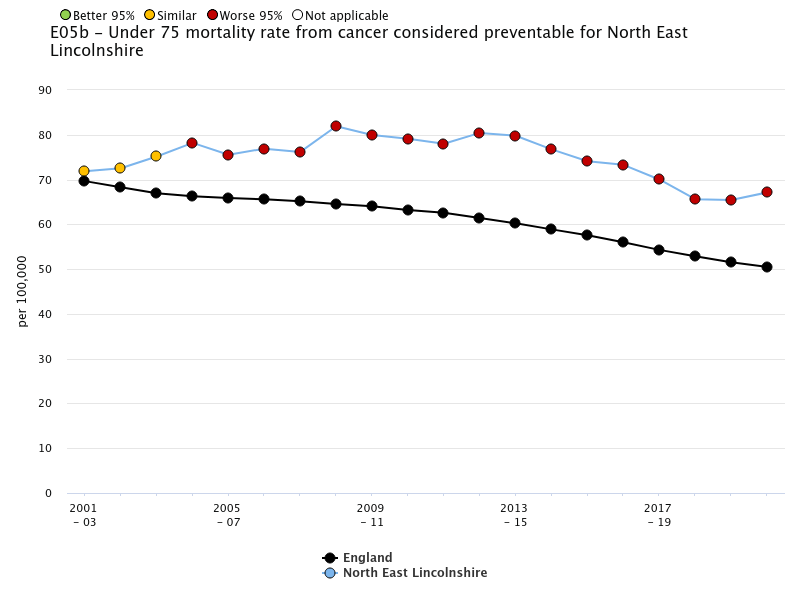 Better 95% Similar Worse 95% Not applicable
E05b – Under 75 mortality rate from cancer considered preventable for North East
Lincolnshire
90
80
70
60
50
40
30
20
10
0
per 100,000
2001 2005 2009 2013 2017
– 03 – 07 – 11 – 15 – 19
England
North East Lincolnshire